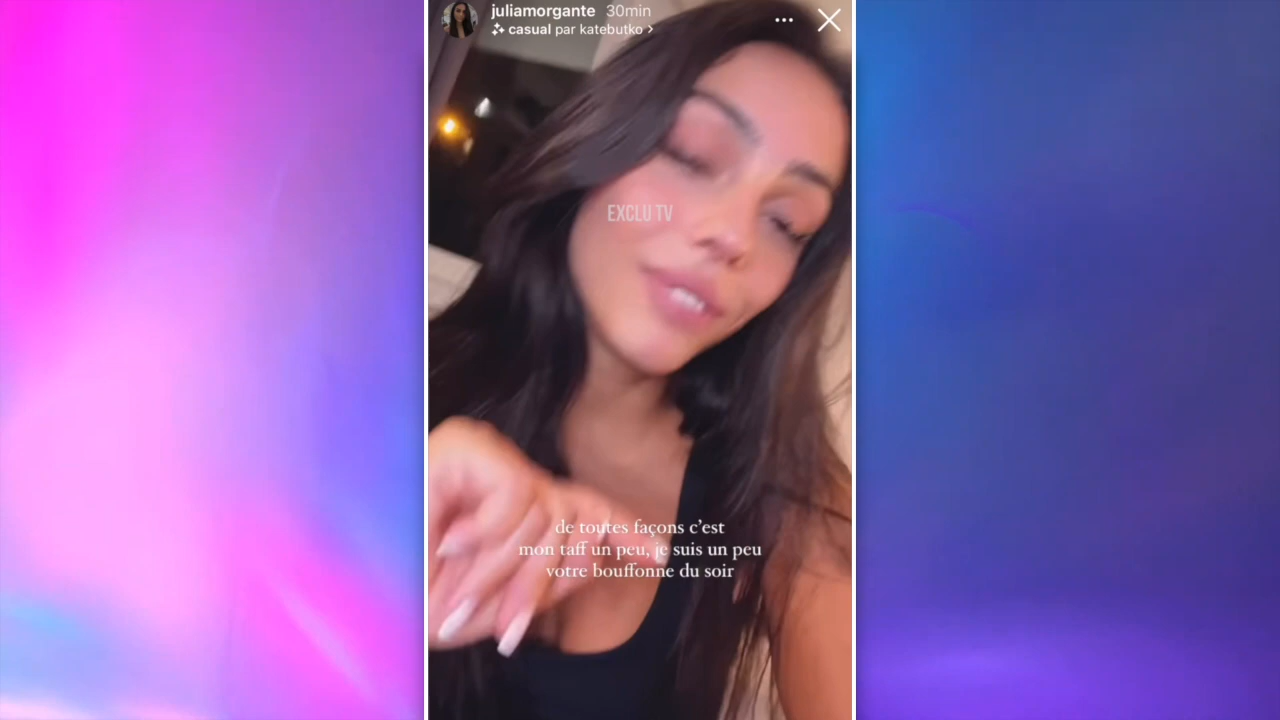 juliamorgante 30min
casual par katebutko >
EXCLU TV
de toutes façons c'est
mon taff un peu, je suis un peu
votre bouffonne du soir